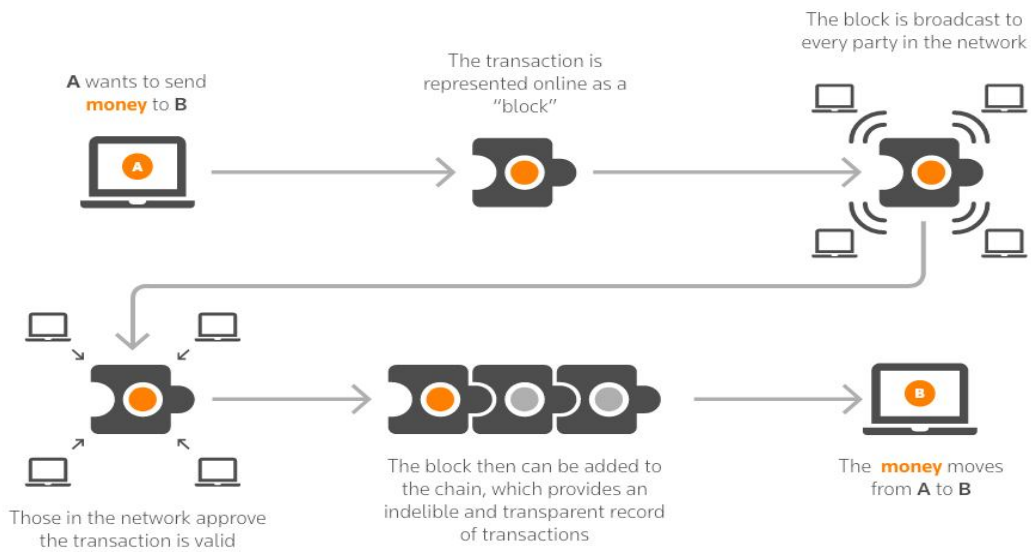 A wants to send
money to B
A
The transaction is
represented online as a
“block”
The block is broadcast to
every party in the network
Those in the network approve
the transaction is valid
The block then can be added to
the chain, which provides an
indelible and transparent record
of transactions
B
The money moves
from A to B